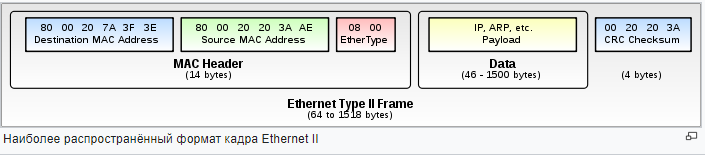 80 00 20 7A 3F 3E
Destination MAC Address
80 00 20 20 3A AE
Source MAC Address
08 00
EtherType
IP, ARP, etc.
Payload
00 20 20 3A
CRC Checksum
MAC Header
(14 bytes)
Data
(46 - 1500 bytes)
(4 bytes)
Ethernet Type II Frame
(64 to 1518 bytes)
Наиболее распространённый формат кадра Ethernet II